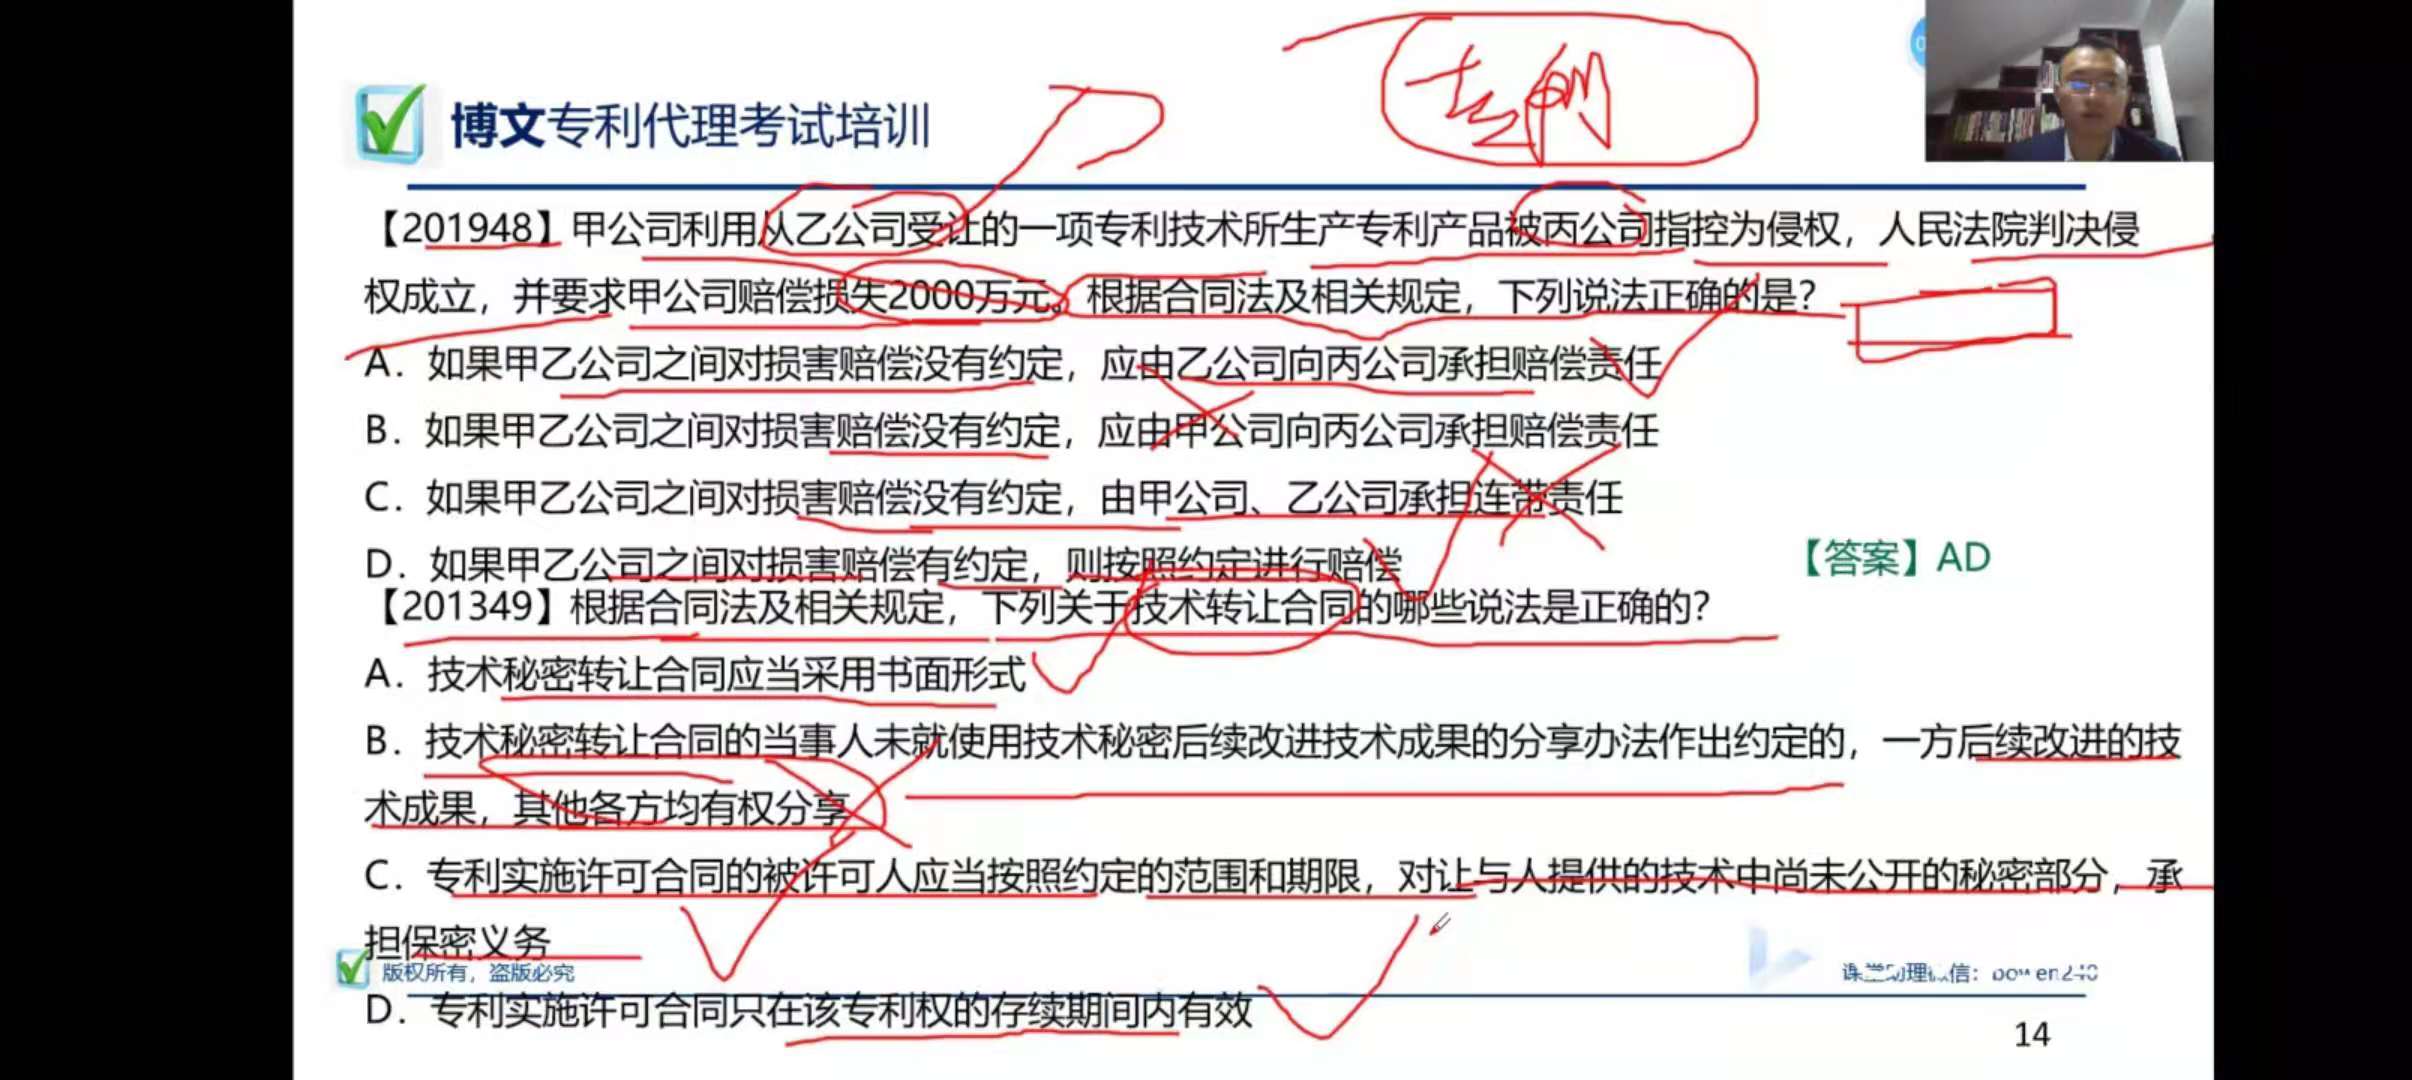 博文专利代理考试培训
【201948】甲公司利用从乙公司受让的一项专利技术所生产专利产品被丙公司指控为侵权，人民法院判决侵
权成立，并要求甲公司赔偿损失2000万元。根据合同法及相关规定，下列说法正确的是？
A．如果甲乙公司之间对损害赔偿没有约定，应由乙公司向丙公司承担赔偿责任
B．如果甲乙公司之间对损害赔偿没有约定，应由甲公司向丙公司承担赔偿责任
C．如果甲乙公司之间对损害赔偿没有约定，由甲公司、乙公司承担连带责任
D．如果甲乙公司之间对损害赔偿有约定，则按照约定进行赔偿
【答案】AD
【201349】根据合同法及相关规定，下列关于技术转让合同的哪些说法是正确的？
A．技术秘密转让合同应当采用书面形式
B．技术秘密转让合同的当事人未就使用技术秘密后续改进技术成果的分享办法作出约定的，一方后续改进的技
术成果，其他各方均有权分享
C．专利实施许可合同的被许可人应当按照约定的范围和期限，对让与人提供的技术中尚未公开的秘密部分，承
担保密义务
版权所有，盗版必究
D．专利实施许可合同只在该专利权的存续期间内有效
14